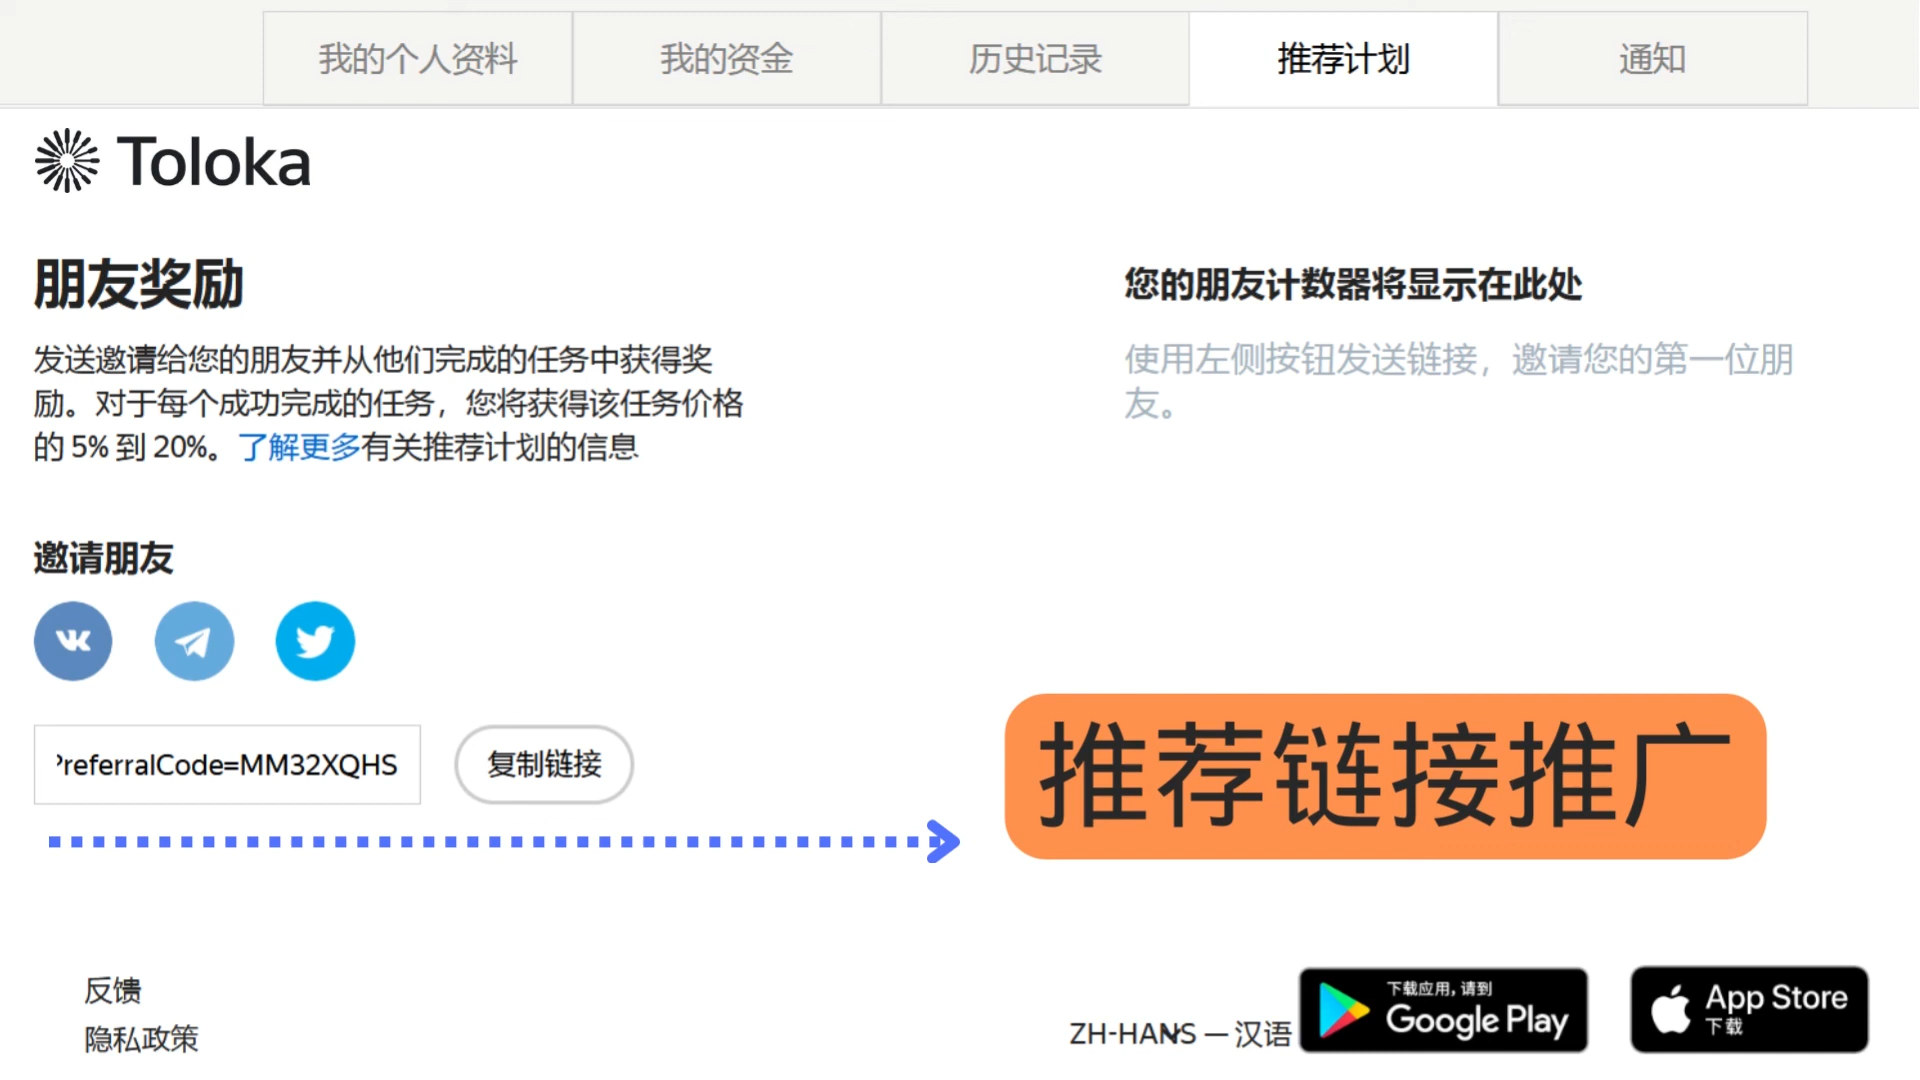 我的个人资料
我的资金
历史记录
推荐计划
通知
Toloka
朋友奖励
发送邀请给您的朋友并从他们完成的任务中获得奖
励。对于每个成功完成的任务，您将获得该任务价格
的 5% 到 20%。了解更多有关推荐计划的信息
您的朋友计数器将显示在此处
使用左侧按钮发送链接，邀请您的第一位朋
友。
邀请朋友
?referralCode=MM32XQHS
复制链接
推荐链接推广
反馈
隐私政策
ZH-HANS — 汉语
下载应用，请到
Google Play
App Store
下载